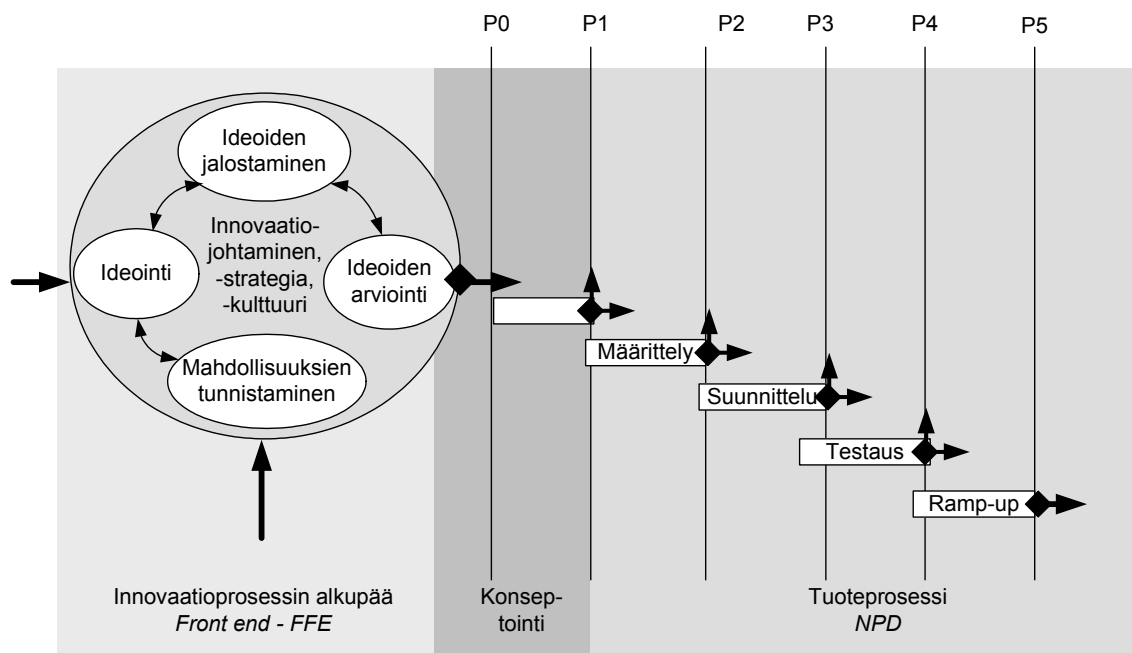 P0
P1
P2
P3
P4
P5
Ideoiden
jalostaminen
Innovaatio-
johtaminen,
-strategia,
-kulttuuri
Ideointi
Ideoiden
arviointi
Mahdollisuuksien
tunnistaminen
Määrittely
Suunnittelu
Testaus
Ramp-up
Innovaatioprosessin alkupää
Front end - FFE
Konsep-
tointi
Tuoteprosessi
NPD